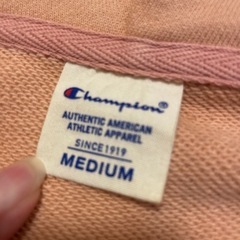 Champion
AUTHENTIC AMERICAN
ATHLETIC APPAREL
SINCE 1919
MEDIUM